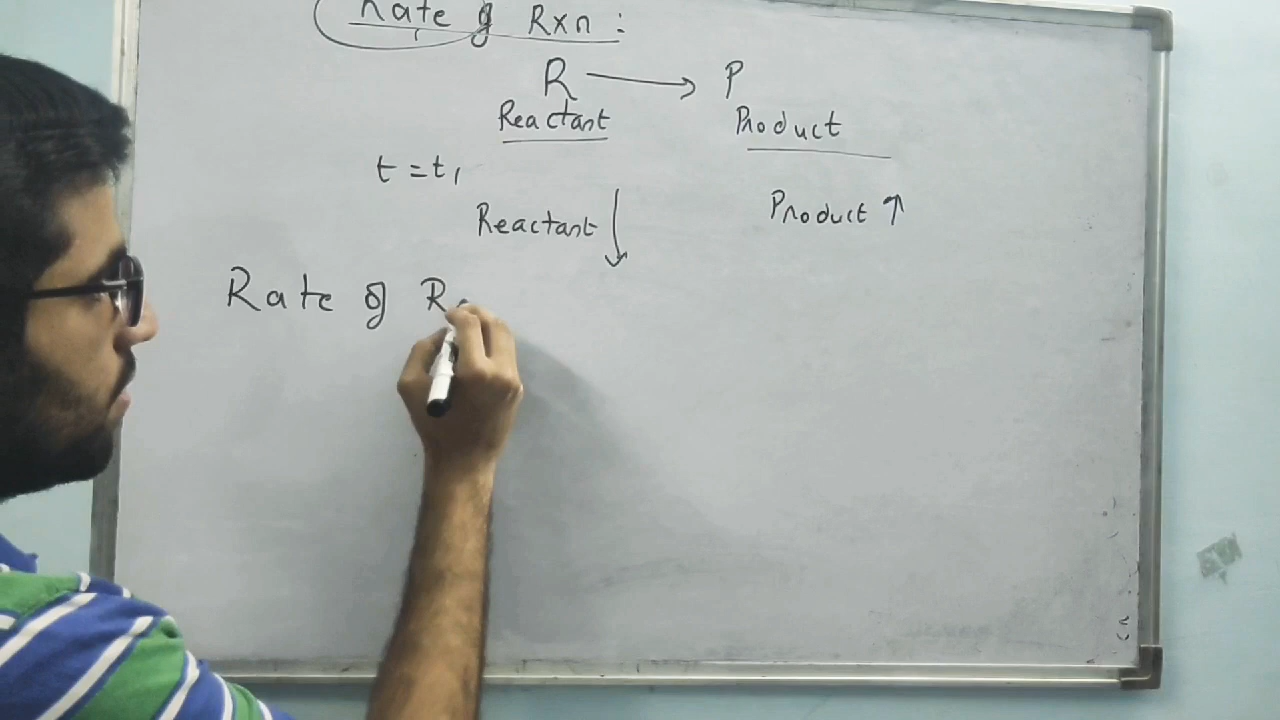 Rate of Rxn :
R → P
Reactant Product
t = t₁
Reactant ↓ Product ↑
Rate of R